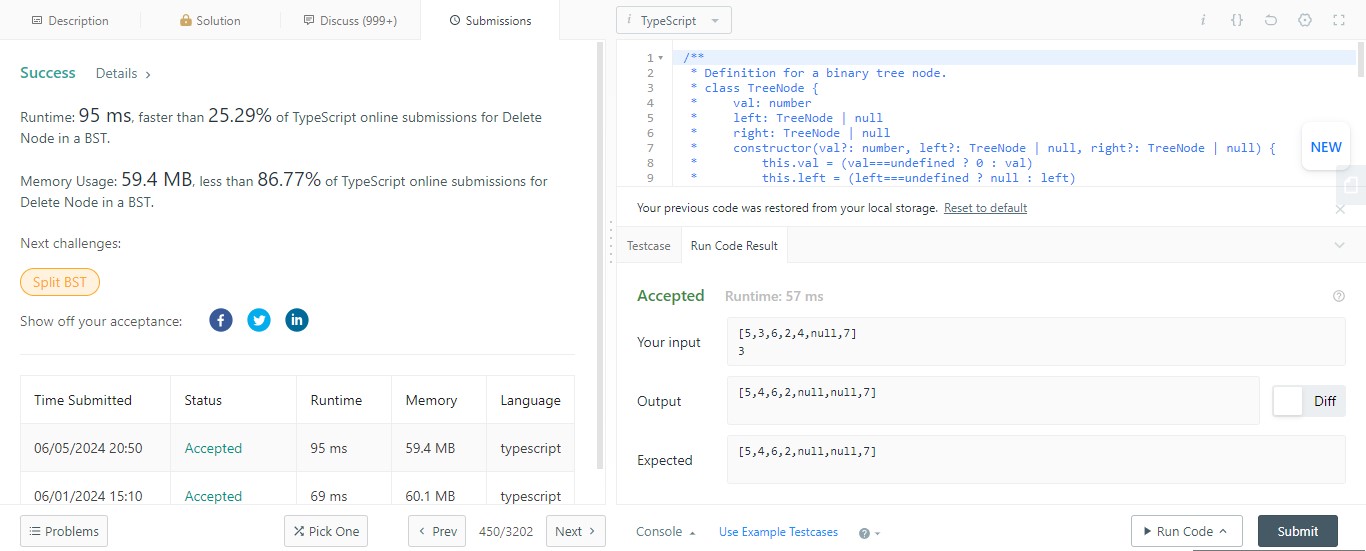 Description
Solution
Discuss (999+)
Submissions
Success Details ›
Runtime: 95 ms, faster than 25.29% of TypeScript online submissions for Delete
Node in a BST.
Memory Usage: 59.4 MB, less than 86.77% of TypeScript online submissions for
Delete Node in a BST.
Next challenges:
Split BST
Show off your acceptance:
Time Submitted Status Runtime Memory Language
06/05/2024 20:50 Accepted 95 ms 59.4 MB typescript
06/01/2024 15:10 Accepted 69 ms 60.1 MB typescript
Problems
Pick One
‹ Prev
450/3202
Next ›
i TypeScript
i {}
1 /**
2  * Definition for a binary tree node.
3  * class TreeNode {
4  *     val: number
5  *     left: TreeNode | null
6  *     right: TreeNode | null
7  *     constructor(val?: number, left?: TreeNode | null, right?: TreeNode | null) {
8  *         this.val = (val===undefined ? 0 : val)
9  *         this.left = (left===undefined ? null : left)
NEW
Your previous code was restored from your local storage. Reset to default
Testcase
Run Code Result
Accepted Runtime: 57 ms
Your input
[5,3,6,2,4,null,7]
3
Output
[5,4,6,2,null,null,7]
Diff
Expected
[5,4,6,2,null,null,7]
Console
Use Example Testcases
Run Code
Submit